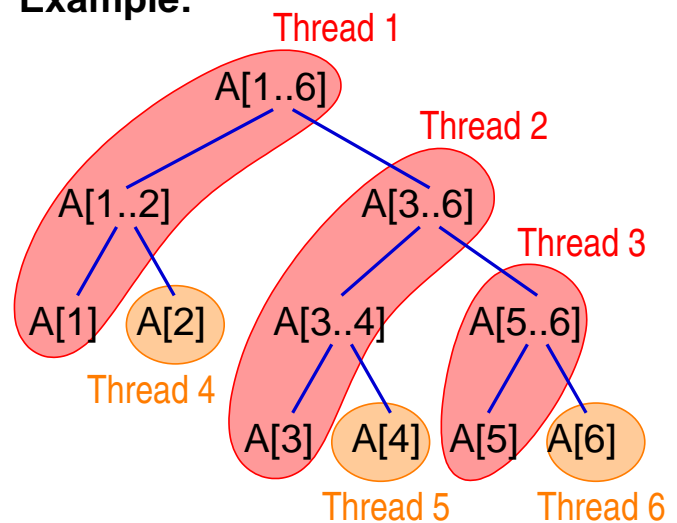 Example:
Thread 1
A[1..6]
Thread 2
A[1..2]
A[3..6]
Thread 3
A[1]
A[2]
A[3..4]
A[5..6]
Thread 4
A[3]
A[4]
A[5]
A[6]
Thread 5
Thread 6